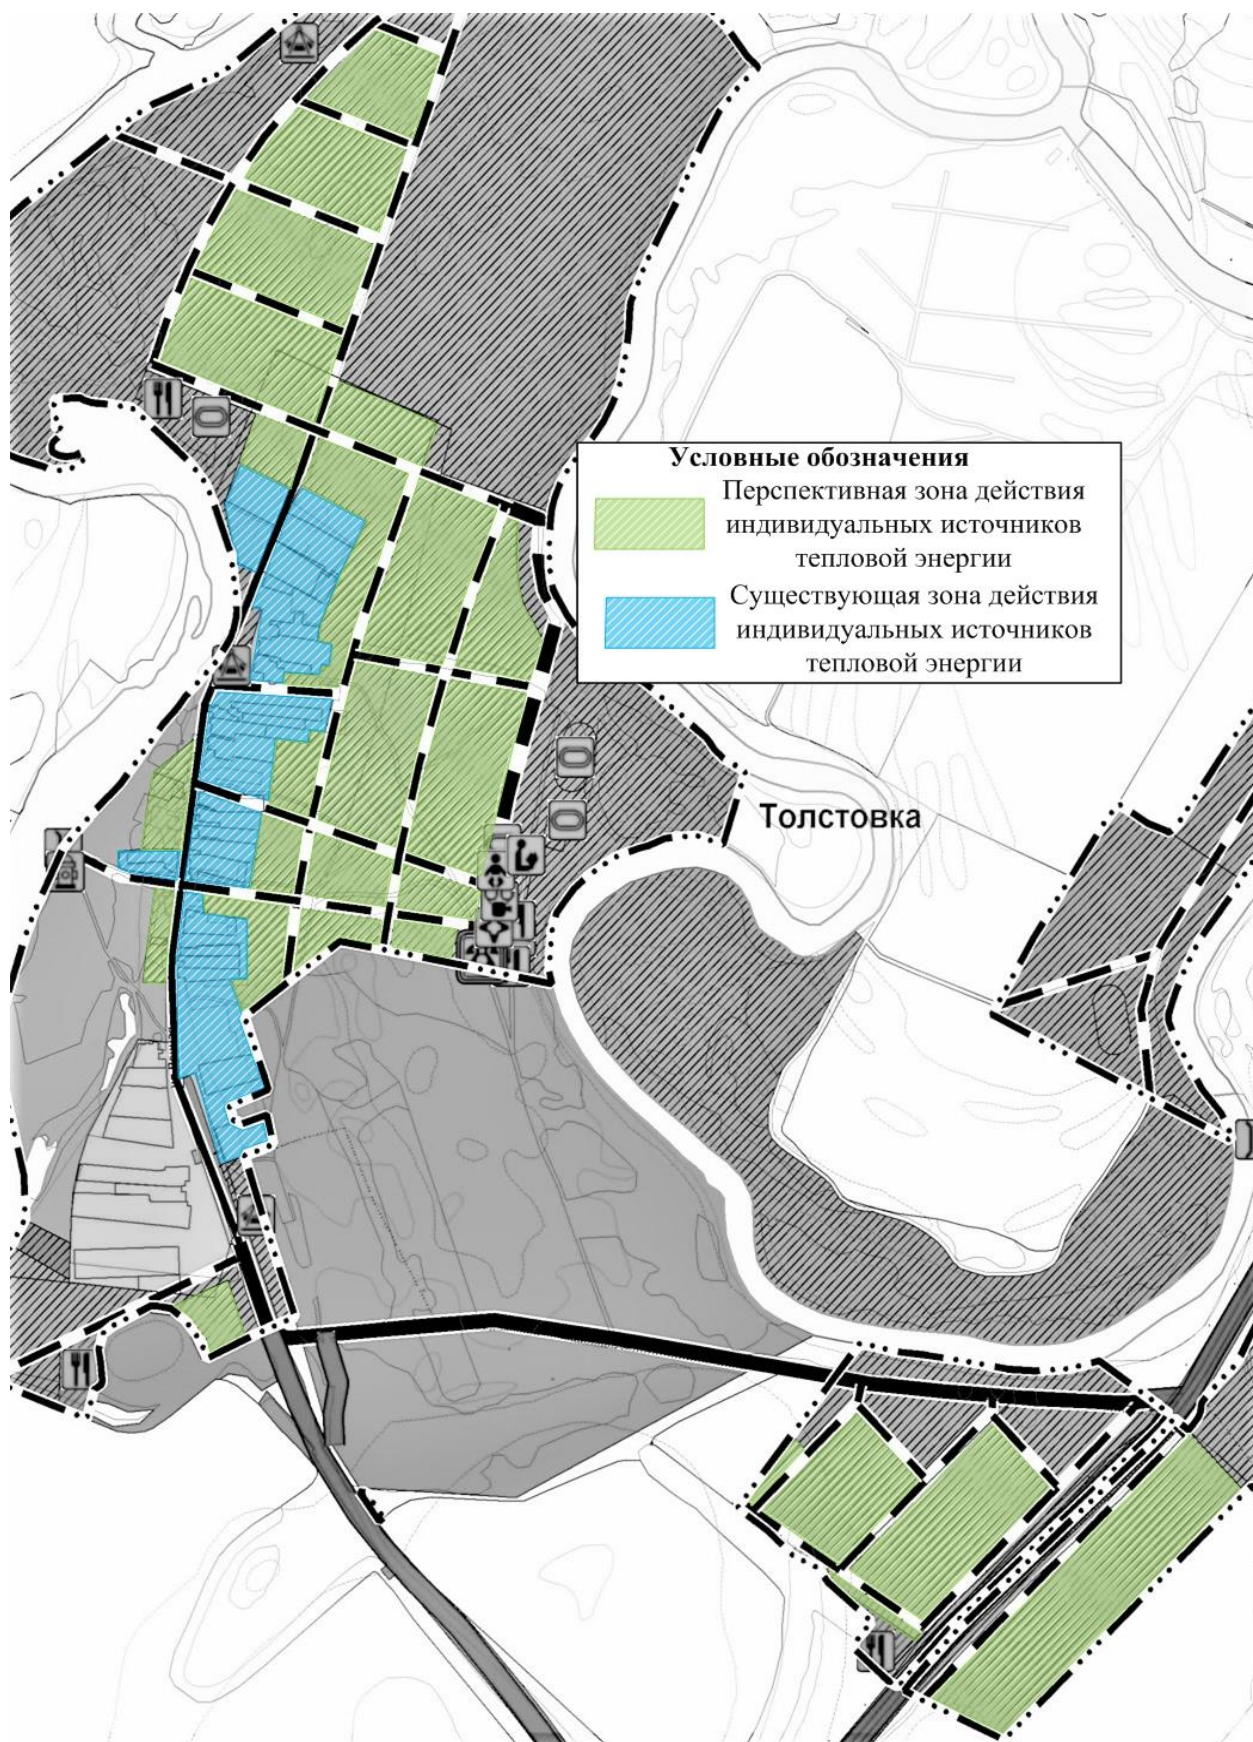 Условные обозначения
Перспективная зона действия
индивидуальных источников
тепловой энергии
Существующая зона действия
индивидуальных источников
тепловой энергии
Толстовка